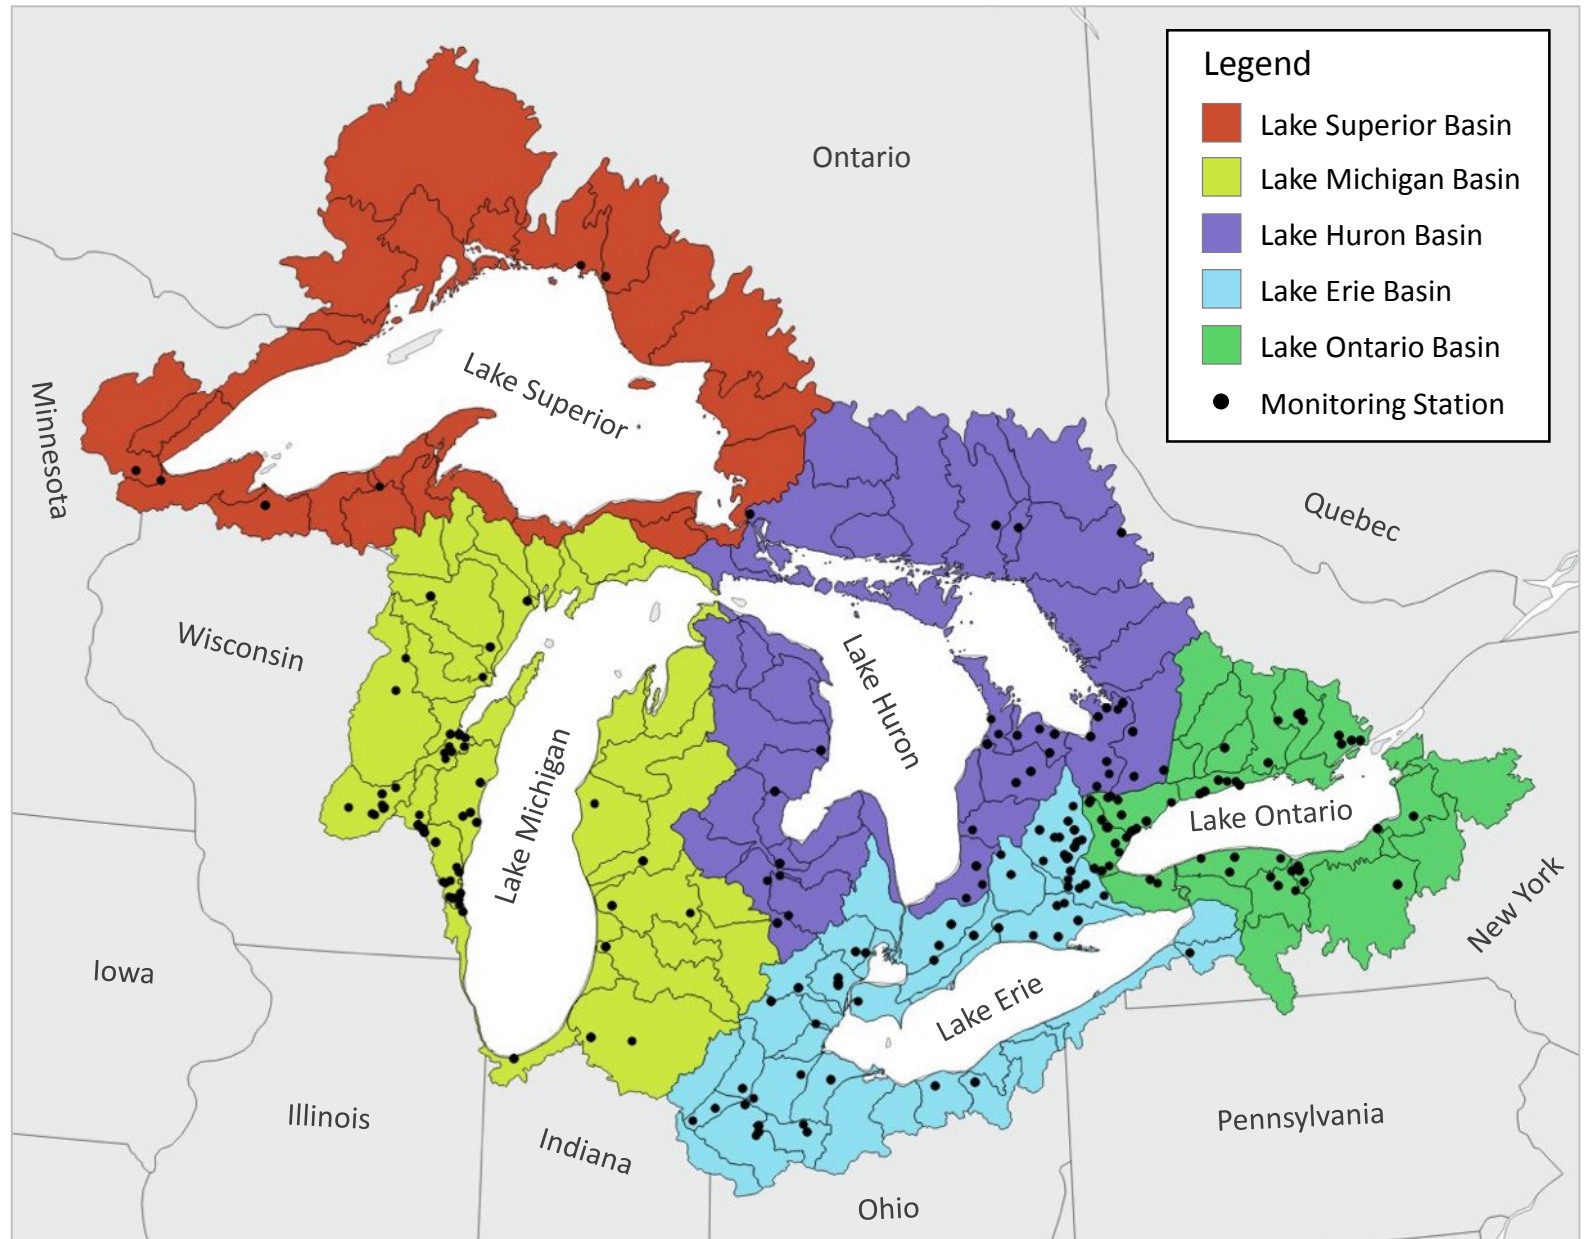 Legend
Lake Superior Basin
Lake Michigan Basin
Lake Huron Basin
Lake Erie Basin
Lake Ontario Basin
Monitoring Station
Ontario
Lake Superior
Minnesota
Quebec
Wisconsin
Lake Huron
Lake Michigan
Lake Ontario
New York
Iowa
Lake Erie
Illinois
Indiana
Pennsylvania
Ohio